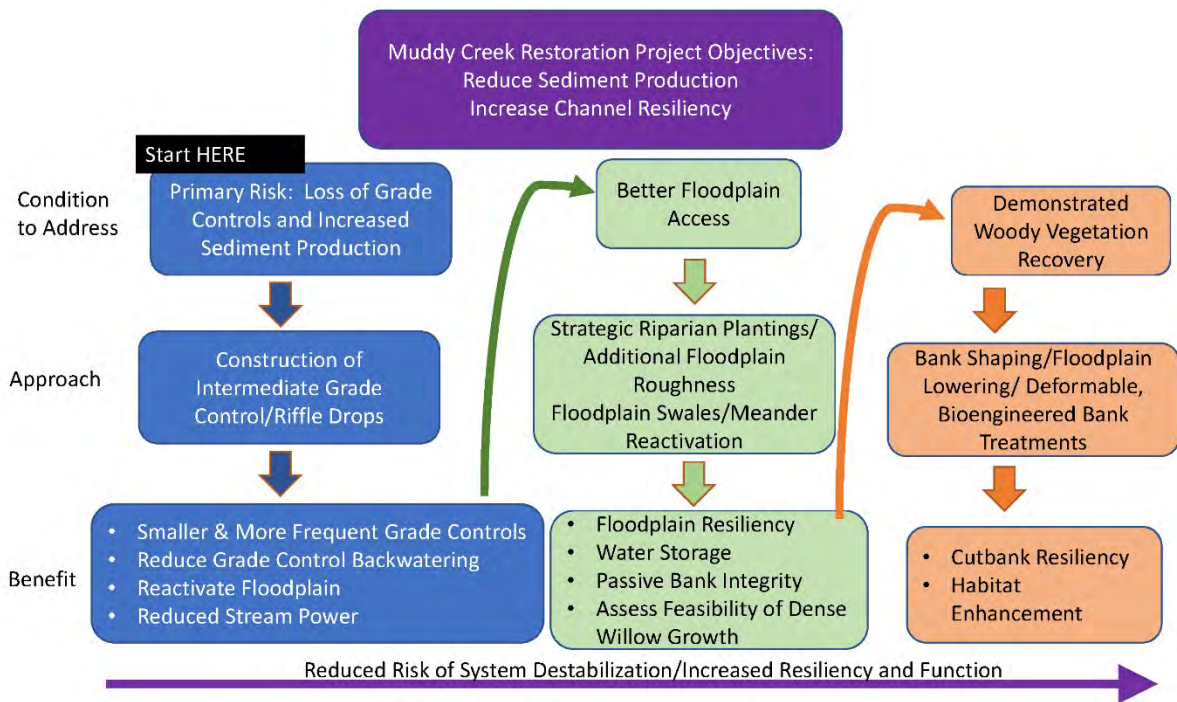 Muddy Creek Restoration Project Objectives:
Reduce Sediment Production
Increase Channel Resiliency
Start HERE
Condition
to Address
Primary Risk: Loss of Grade
Controls and Increased
Sediment Production
Better Floodplain
Access
Demonstrated
Woody Vegetation
Recovery
Approach
Construction of
Intermediate Grade
Control/Riffle Drops
Strategic Riparian Plantings/
Additional Floodplain
Roughness
Floodplain Swales/Meander
Reactivation
Bank Shaping/Floodplain
Lowering/ Deformable,
Bioengineered Bank
Treatments
Benefit
• Smaller & More Frequent Grade Controls
• Reduce Grade Control Backwatering
• Reactivate Floodplain
• Reduced Stream Power
• Floodplain Resiliency
• Water Storage
• Passive Bank Integrity
• Assess Feasibility of Dense
Willow Growth
• Cutbank Resiliency
• Habitat
Enhancement
Reduced Risk of System Destabilization/Increased Resiliency and Function